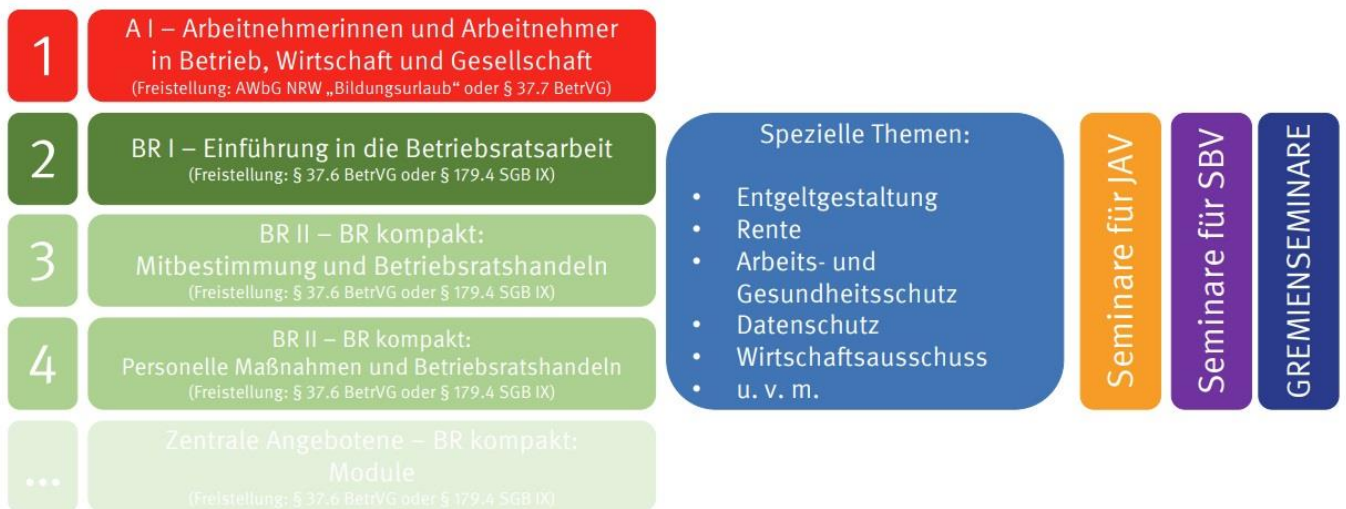 1
A I – Arbeitnehmerinnen und Arbeitnehmer
in Betrieb, Wirtschaft und Gesellschaft
(Freistellung: AWbG NRW „Bildungsurlaub“ oder § 37.7 BetrVG)
2
BR I – Einführung in die Betriebsratsarbeit
(Freistellung: § 37.6 BetrVG oder § 179.4 SGB IX)
3
BR II – BR kompakt:
Mitbestimmung und Betriebsratshandeln
(Freistellung: § 37.6 BetrVG oder § 179.4 SGB IX)
4
BR II – BR kompakt:
Personelle Maßnahmen und Betriebsratshandeln
(Freistellung: § 37.6 BetrVG oder § 179.4 SGB IX)
...
Zentrale Angebotene – BR kompakt:
Module
(Freistellung: § 37.6 BetrVG oder § 179.4 SGB IX)
Spezielle Themen:
• Entgeltgestaltung
• Rente
• Arbeits- und
Gesundheitsschutz
• Datenschutz
• Wirtschaftsausschuss
• u. v. m.
Seminare für JAV
Seminare für SBV
GREMIENSEMINARE